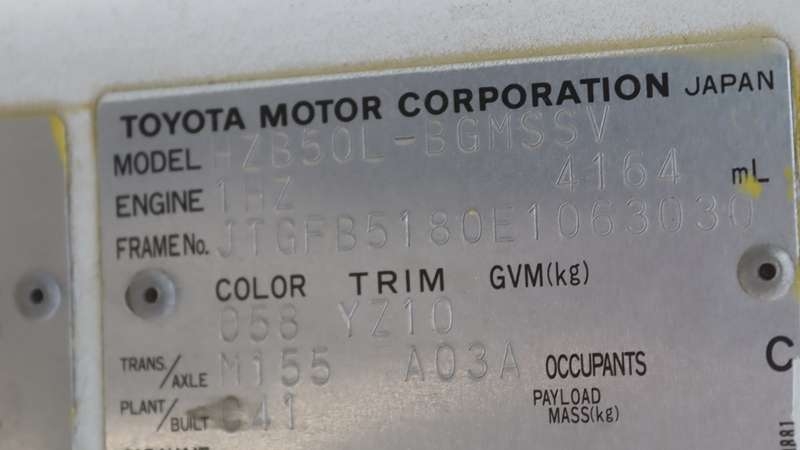 TOYOTA MOTOR CORPORATION JAPAN
MODEL HZB50L-BGMSSV
ENGINE 1HZ 4164 mL
FRAME No. JTGFB5180E1063030
COLOR TRIM GVM(kg)
058 YZ10
TRANS./AXLE M155 A03A OCCUPANTS C
PLANT/BUILT C41 PAYLOAD MASS(kg)